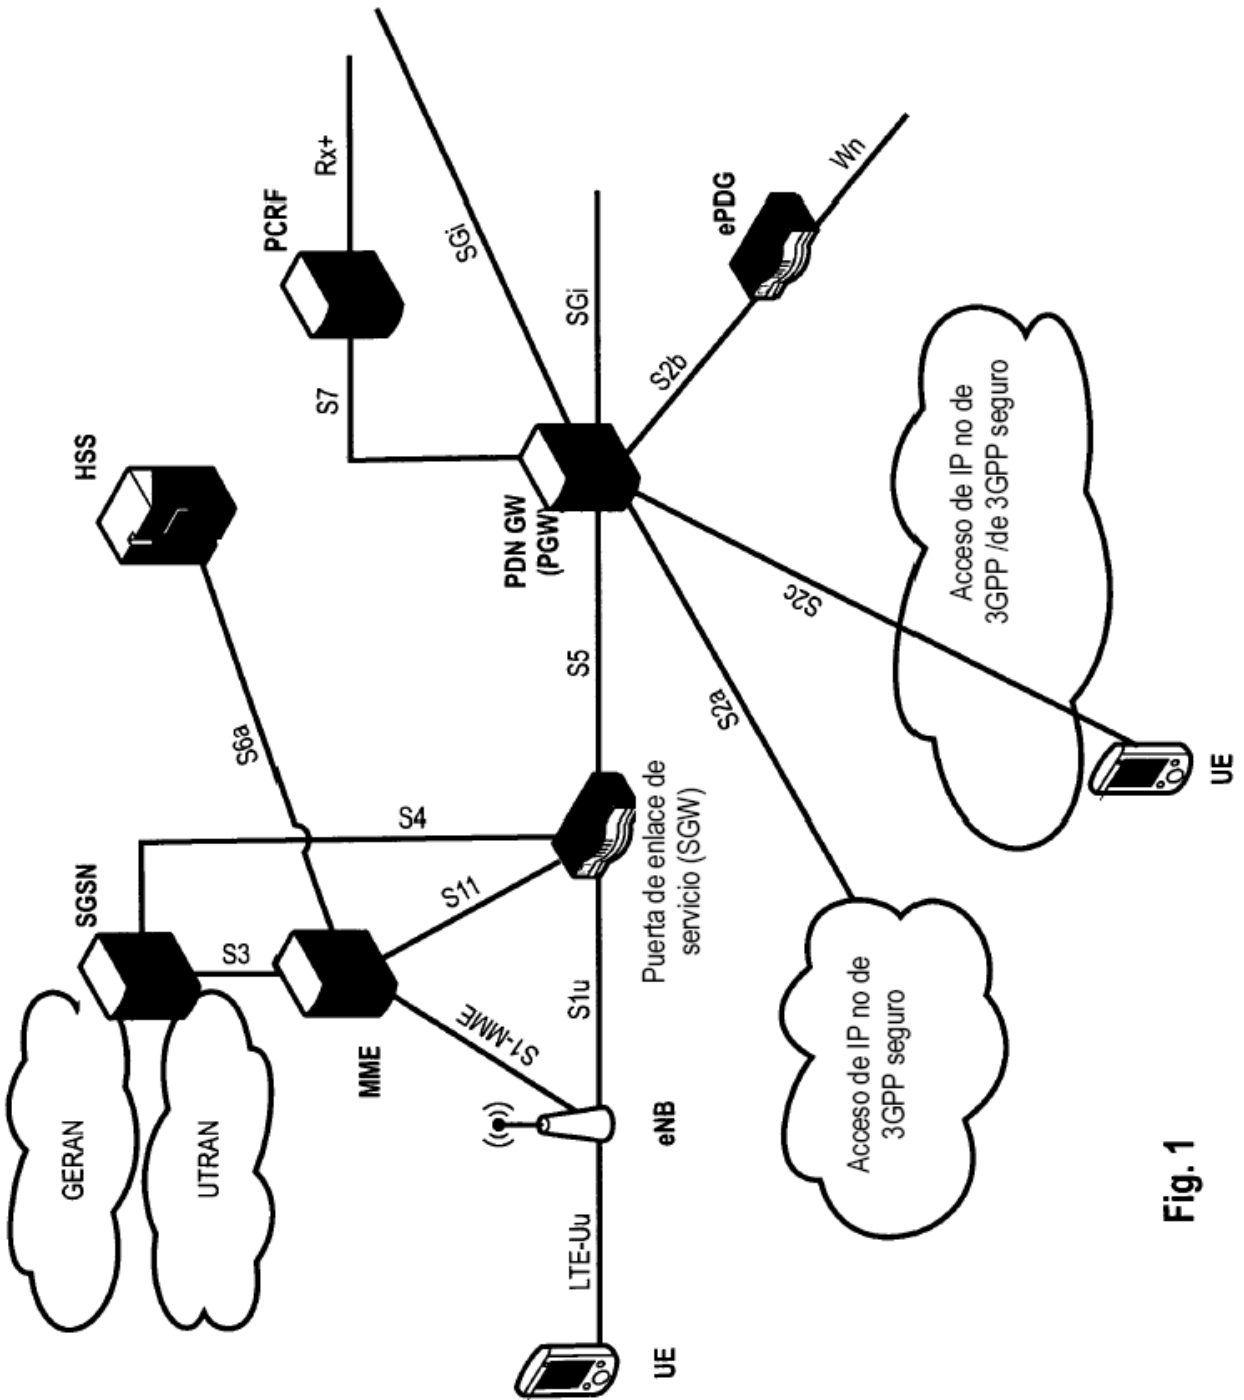 GERAN
UTRAN
SGSN
HSS
PCRF
S3
S4
S6a
S7
Rx+
SGi
MME
S11
S1-MME
PDN GW
(PGW)
SGi
ePDG
Wn
UE
LTE-Uu
eNB
S1u
Puerta de enlace de
servicio (SGW)
S5
S2b
S2a
S2c
Acceso de IP no de
3GPP seguro
Acceso de IP no de
3GPP /de 3GPP seguro
UE
Fig. 1